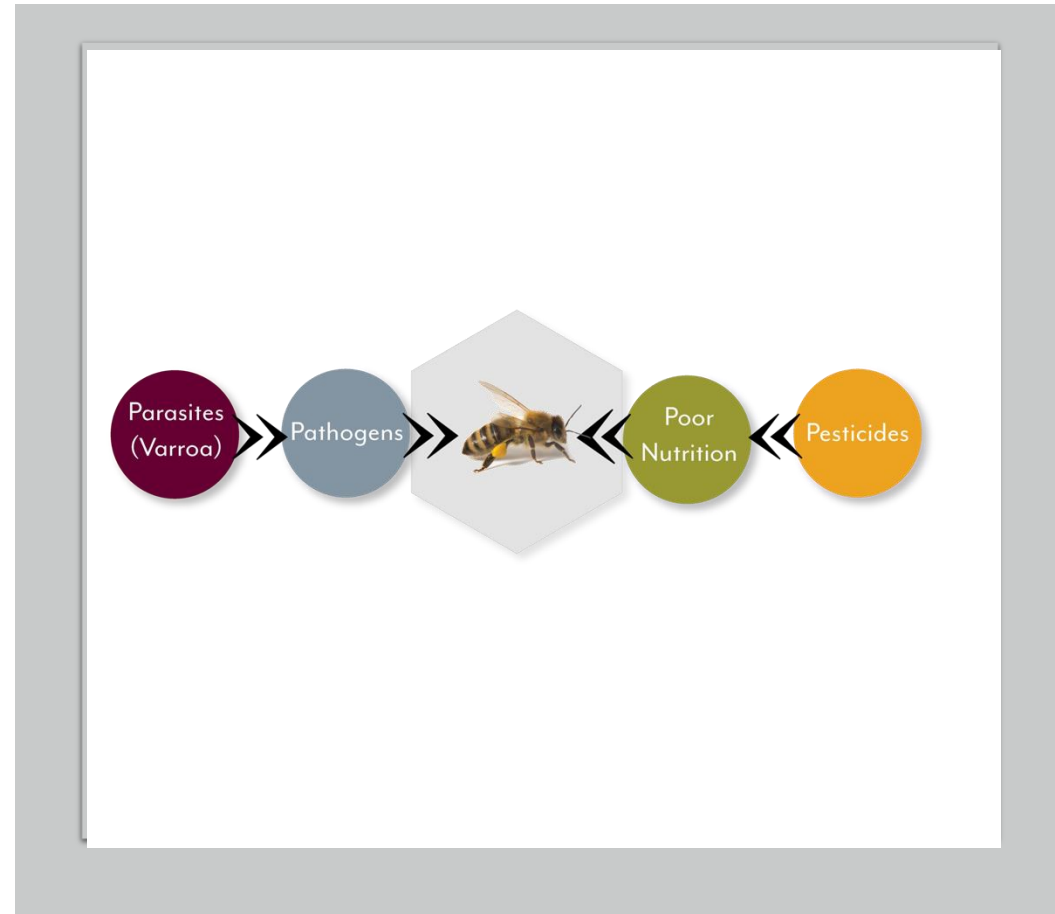 Parasites
(Varroa)
Pathogens
Poor
Nutrition
Pesticides